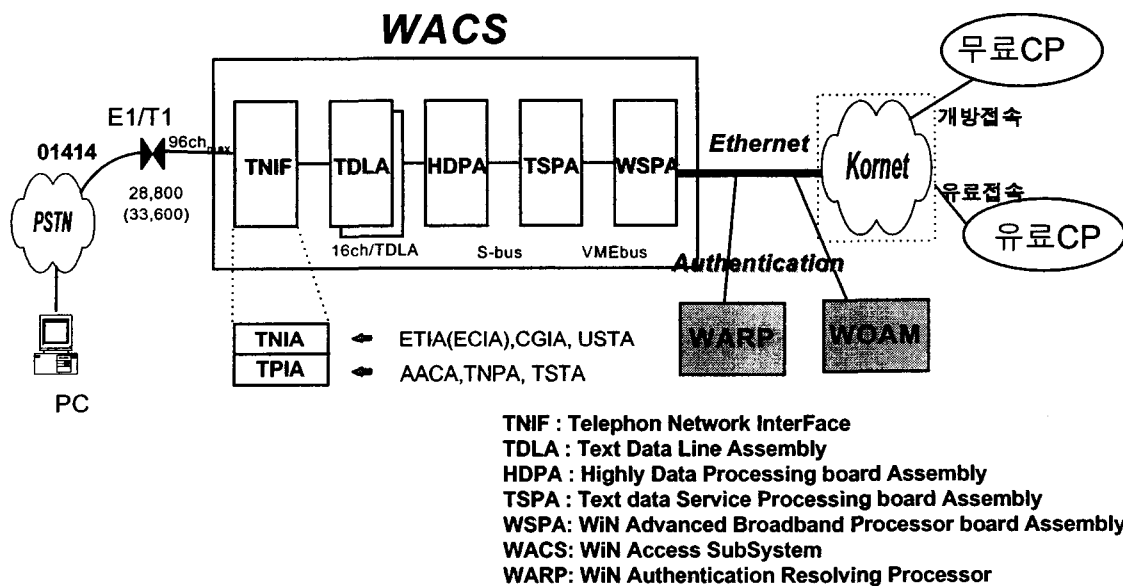 WACS
무료CP
E1/T1
96ch max
개방접속
01414
Ethernet
TNIF
TDLA
HDPA
TSPA
WSPA
Kornet
28,800
(33,600)
PSTN
유료접속
유료CP
16ch/TDLA
S-bus
VMEbus
Authentication
TNIA
ETIA(ECIA),CGIA, USTA
WARP
WOAM
TPIA
AACA,TNPA, TSTA
PC
TNIF : Telephon Network InterFace
TDLA : Text Data Line Assembly
HDPA : Highly Data Processing board Assembly
TSPA : Text data Service Processing board Assembly
WSPA: WiN Advanced Broadband Processor board Assembly
WACS: WiN Access SubSystem
WARP: WiN Authentication Resolving Processor